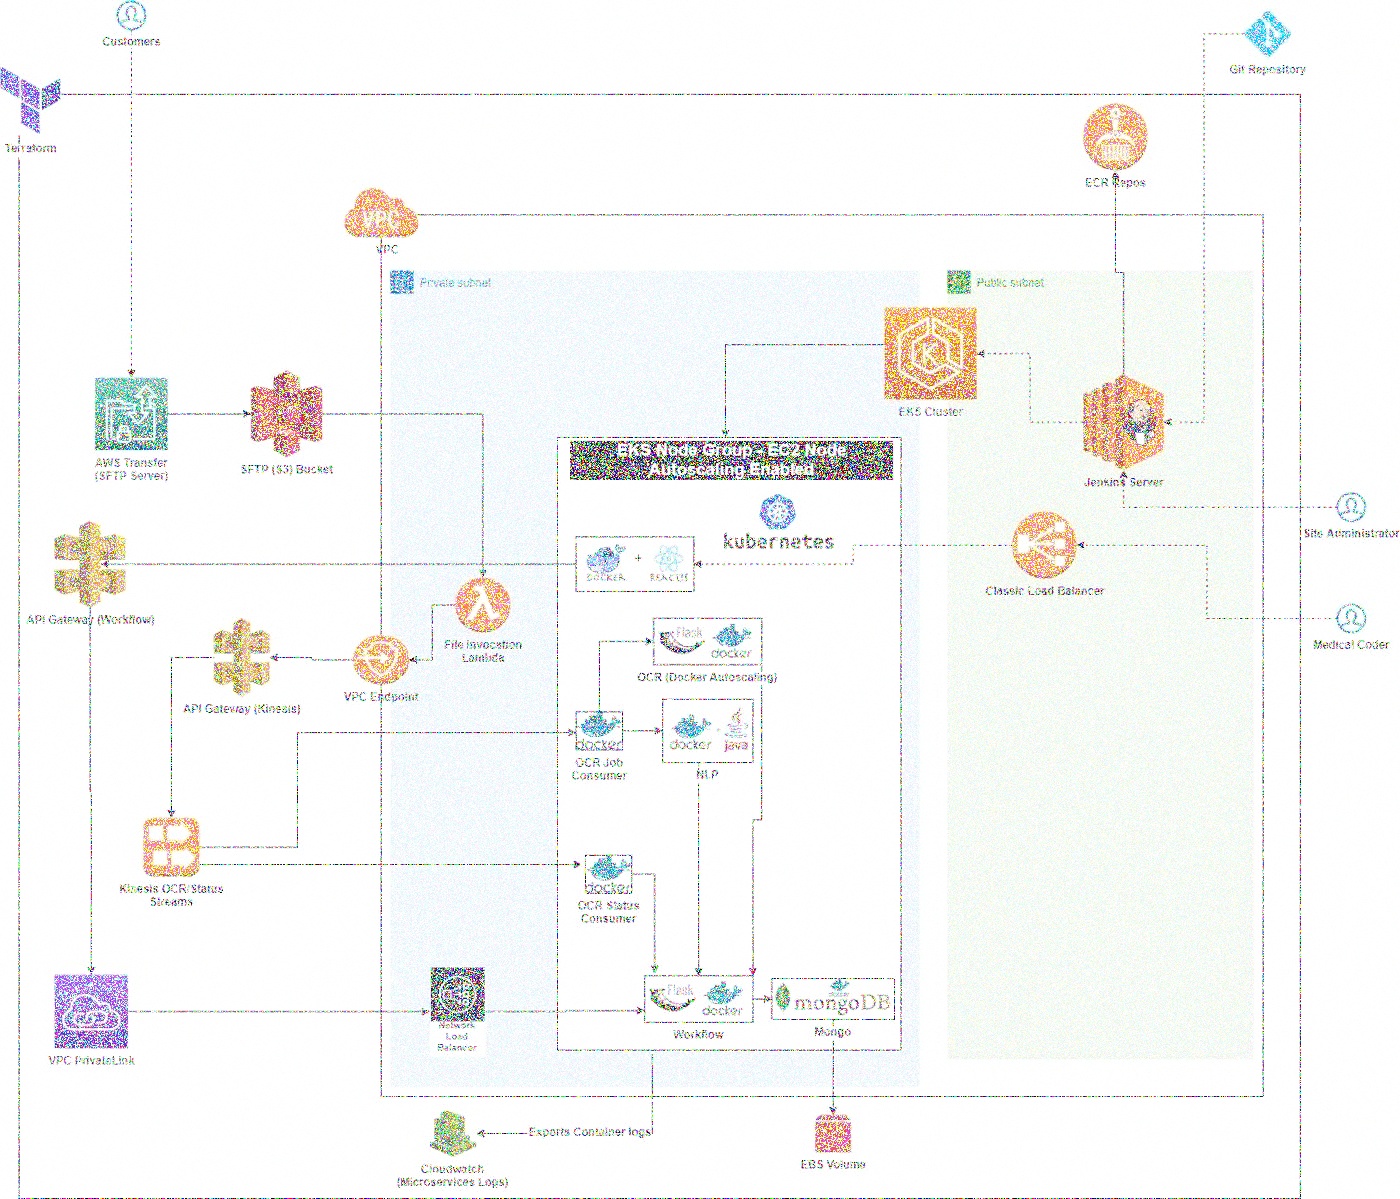 Customers
Git Repository
Terraform
ECR Repos
VPC
VPC
Private subnet
Public subnet
EKS Cluster
AWS Transfer
(SFTP Server)
SFTP (S3) Bucket
EKS Node Group - Ec2 Node
Autoscaling Enabled
Jenkins Server
kubernetes
Site Administrator
DOCKER
+
REACTJS
Classic Load Balancer
API Gateway (Workflow)
File Invocation
Lambda
Medical Coder
Flask
docker
OCR (Docker Autoscaling)
VPC Endpoint
API Gateway (Kinesis)
docker
docker
java
OCR Job
Consumer
NLP
Kinesis OCR/Status
Streams
docker
OCR Status
Consumer
Flask
docker
docker
mongoDB
Workflow
Mongo
Network
Load
Balancer
VPC PrivateLink
Exports Container logs
Cloudwatch
(Microservices Logs)
EBS Volume